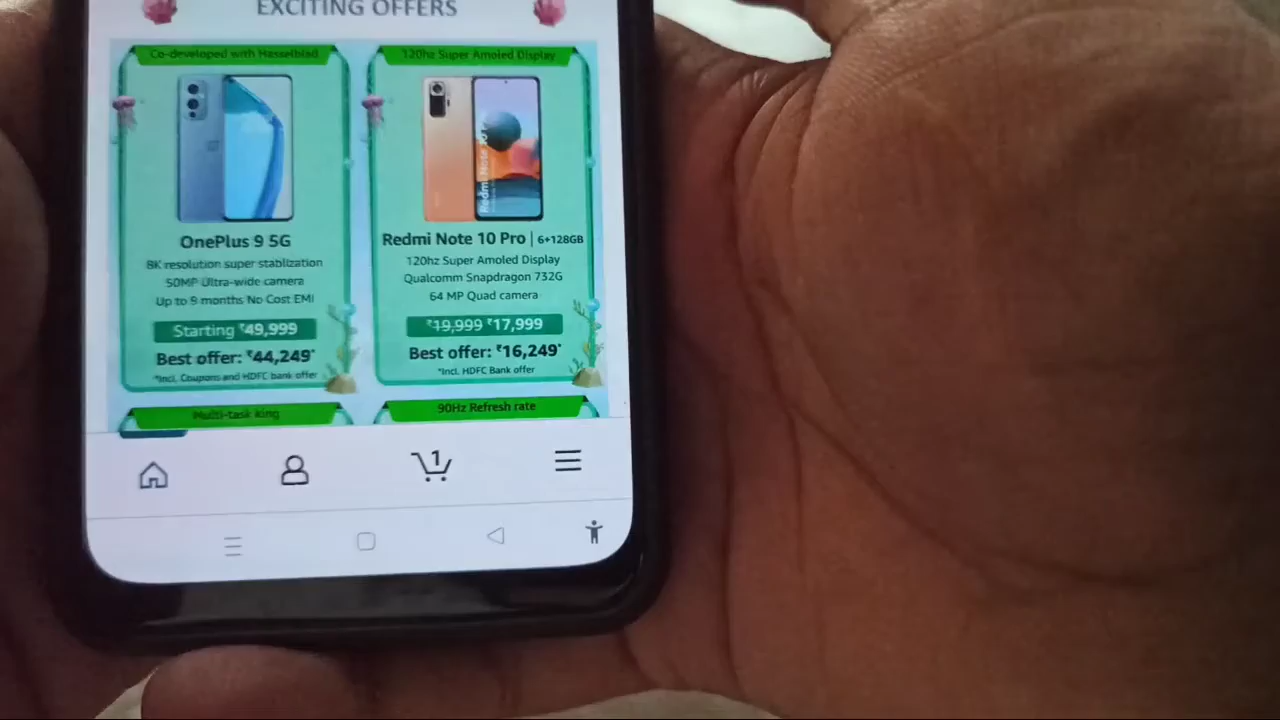 EXCITING OFFERS
Co-developed with Hasselblad
OnePlus 9 5G
8K resolution super stablization
50MP Ultra-wide camera
Up to 9 months No Cost EMI
Starting ₹49,999
Best offer: ₹44,249*
*Incl. Coupons and HDFC bank offer
120hz Super Amoled Display
Redmi Note 10
Redmi Note 10 Pro | 6+128GB
120hz Super Amoled Display
Qualcomm Snapdragon 732G
64 MP Quad camera
₹19,999 ₹17,999
Best offer: ₹16,249*
*Incl. HDFC Bank offer
Multi-task king
90Hz Refresh rate
1